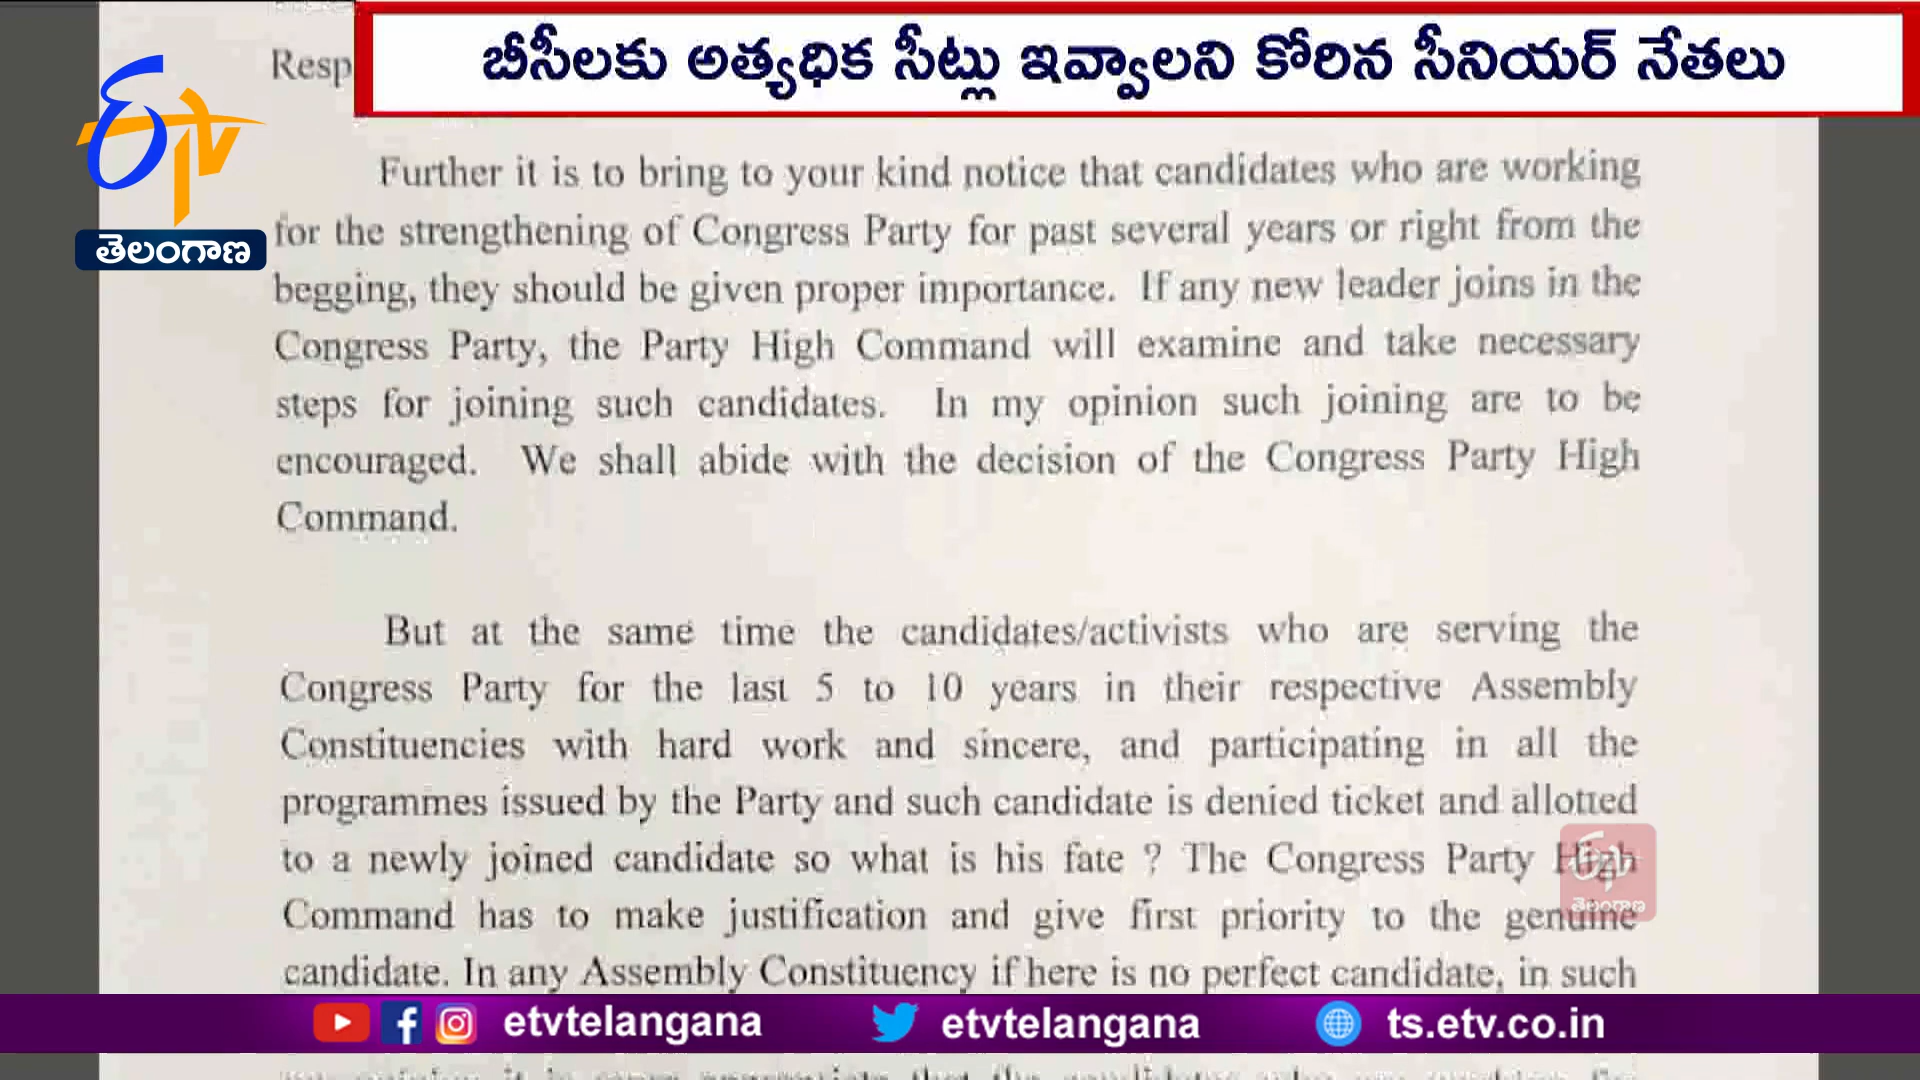 బీసీలకు అత్యధిక సీట్లు ఇవ్వాలని కోరిన సీనియర్ నేతలు
Resp
ETV
తెలంగాణ
Further it is to bring to your kind notice that candidates who are working
for the strengthening of Congress Party for past several years or right from the
begging, they should be given proper importance. If any new leader joins in the
Congress Party, the Party High Command will examine and take necessary
steps for joining such candidates. In my opinion such joining are to be
encouraged. We shall abide with the decision of the Congress Party High
Command.
But at the same time the candidates/activists who are serving the
Congress Party for the last 5 to 10 years in their respective Assembly
Constituencies with hard work and sincere, and participating in all the
programmes issued by the Party and such candidate is denied ticket and allotted
to a newly joined candidate so what is his fate ? The Congress Party High
Command has to make justification and give first priority to the genuine
candidate. In any Assembly Constituency if here is no perfect candidate, in such
తెలంగాణ
etvtelangana
etvtelangana
ts.etv.co.in